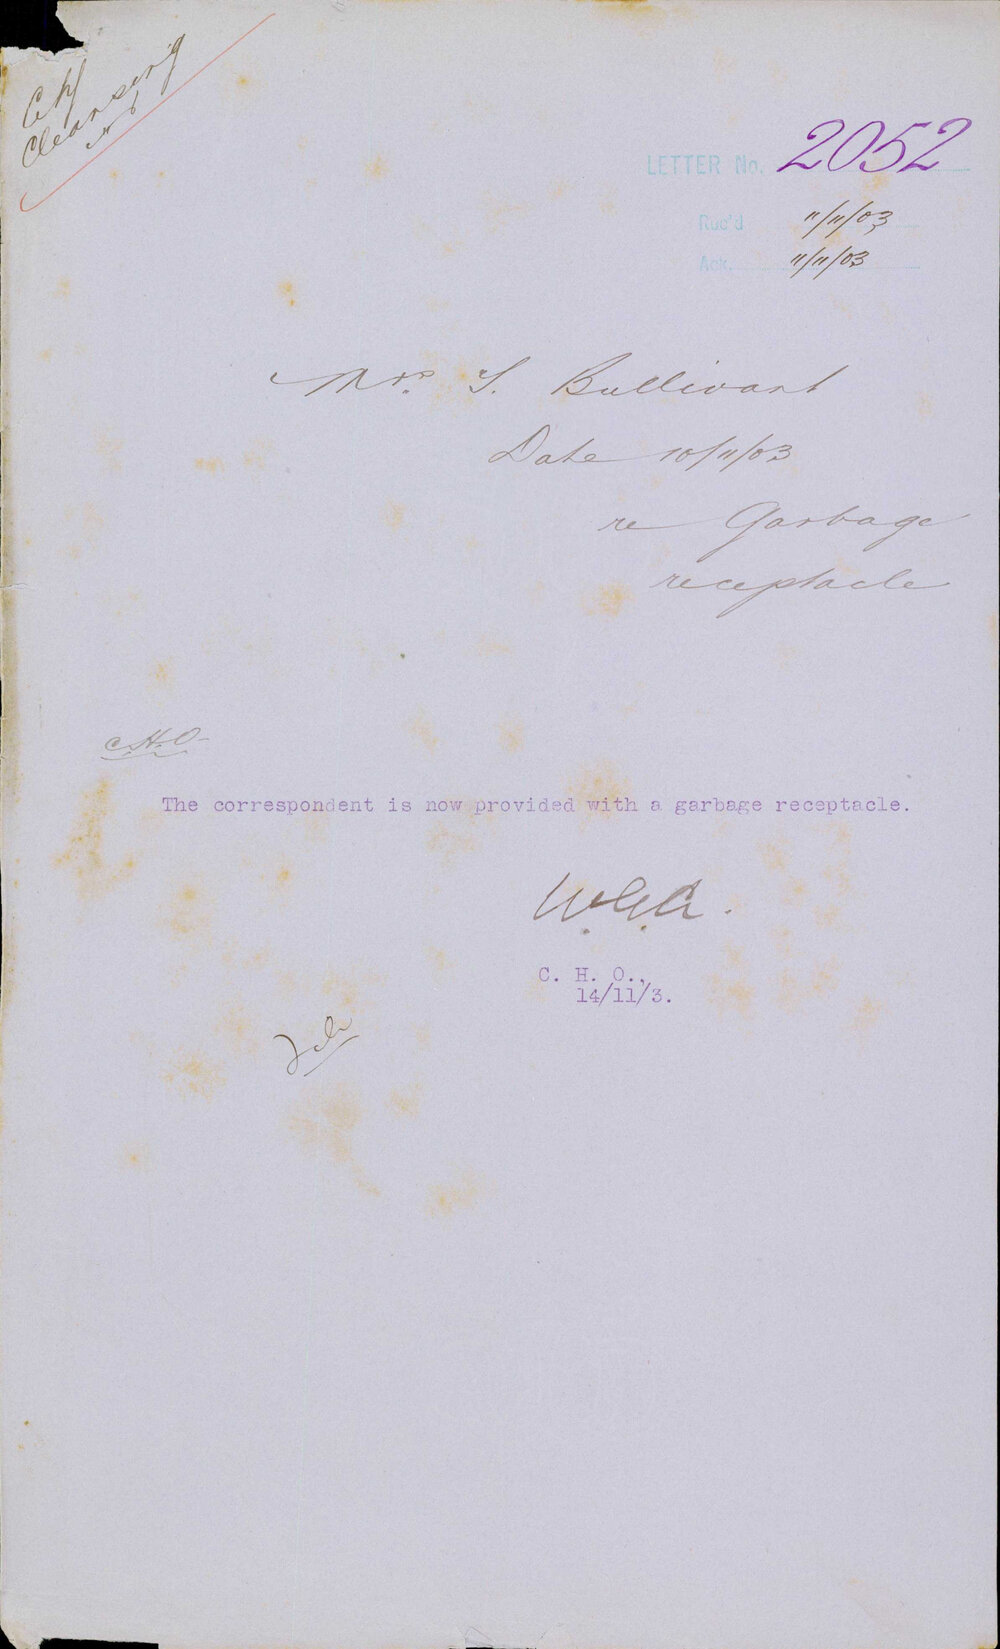 City
Cleansing
LETTER No. 2052
Rec'd 11/11/03
Ack. 11/11/03
Mrs. S. Bullivant
Date 10/11/03
re Garbage
receptacle
C.H.O.
The correspondent is now provided with a garbage receptacle.
C. H. O.,
14/11/3.